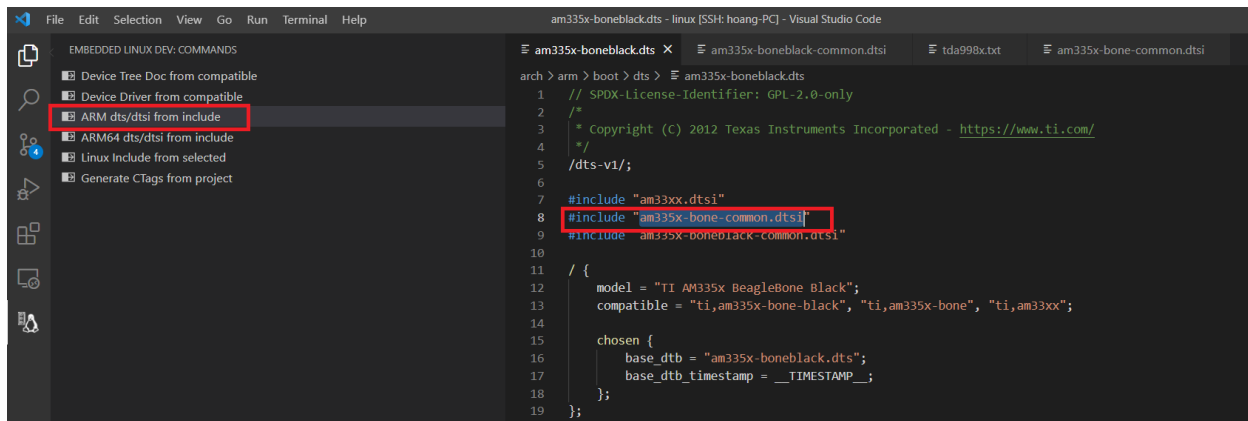 File Edit Selection View Go Run Terminal Help
am335x-boneblack.dts - linux [SSH: hoang-PC] - Visual Studio Code
EMBEDDED LINUX DEV: COMMANDS
Device Tree Doc from compatible
Device Driver from compatible
ARM dts/dtsi from include
ARM64 dts/dtsi from include
Linux Include from selected
Generate CTags from project
4
am335x-boneblack.dts
am335x-boneblack-common.dtsi
tda998x.txt
am335x-bone-common.dtsi
arch > arm > boot > dts > am335x-boneblack.dts
1 // SPDX-License-Identifier: GPL-2.0-only
2 /*
3 * Copyright (C) 2012 Texas Instruments Incorporated - https://www.ti.com/
4 */
5 /dts-v1/;
6
7 #include "am33xx.dtsi"
8 #include "am335x-bone-common.dtsi"
9 #include "am335x-boneblack-common.dtsi"
10
11 / {
12 model = "TI AM335x BeagleBone Black";
13 compatible = "ti,am335x-bone-black", "ti,am335x-bone", "ti,am33xx";
14
15 chosen {
16 base_dtb = "am335x-boneblack.dts";
17 base_dtb_timestamp = __TIMESTAMP__;
18 };
19 };